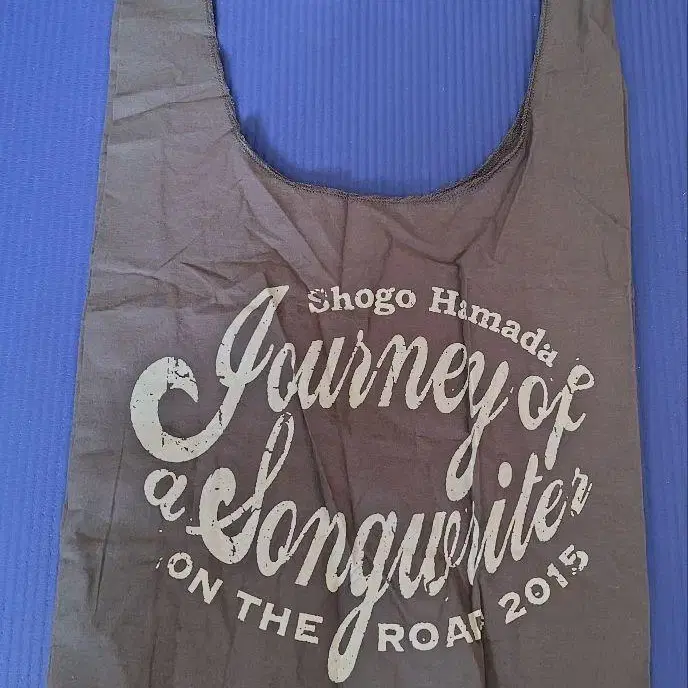 Shogo Hamada
Journey of
a Songwriter
ON THE ROAD 2015